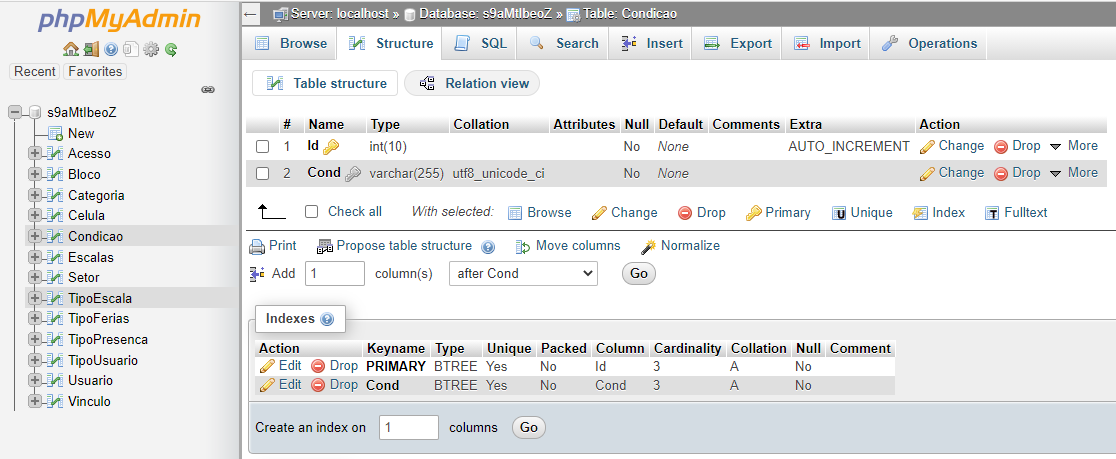 phpMyAdmin
Recent Favorites
s9aMtIbeoZ
New
Acesso
Bloco
Categoria
Celula
Condicao
Escalas
Setor
TipoEscala
TipoFerias
TipoPresenca
TipoUsuario
Usuario
Vinculo
Server: localhost » Database: s9aMtIbeoZ » Table: Condicao
Browse Structure SQL Search Insert Export Import Operations
Table structure Relation view
# Name Type Collation Attributes Null Default Comments Extra Action
1 Id int(10) No None AUTO_INCREMENT Change Drop More
2 Cond varchar(255) utf8_unicode_ci No None Change Drop More
Check all With selected: Browse Change Drop Primary Unique Index Fulltext
Print Propose table structure Move columns Normalize
Add 1 column(s) after Cond Go
Indexes
Action Keyname Type Unique Packed Column Cardinality Collation Null Comment
Edit Drop PRIMARY BTREE Yes No Id 3 A No
Edit Drop Cond BTREE Yes No Cond 3 A No
Create an index on 1 columns Go